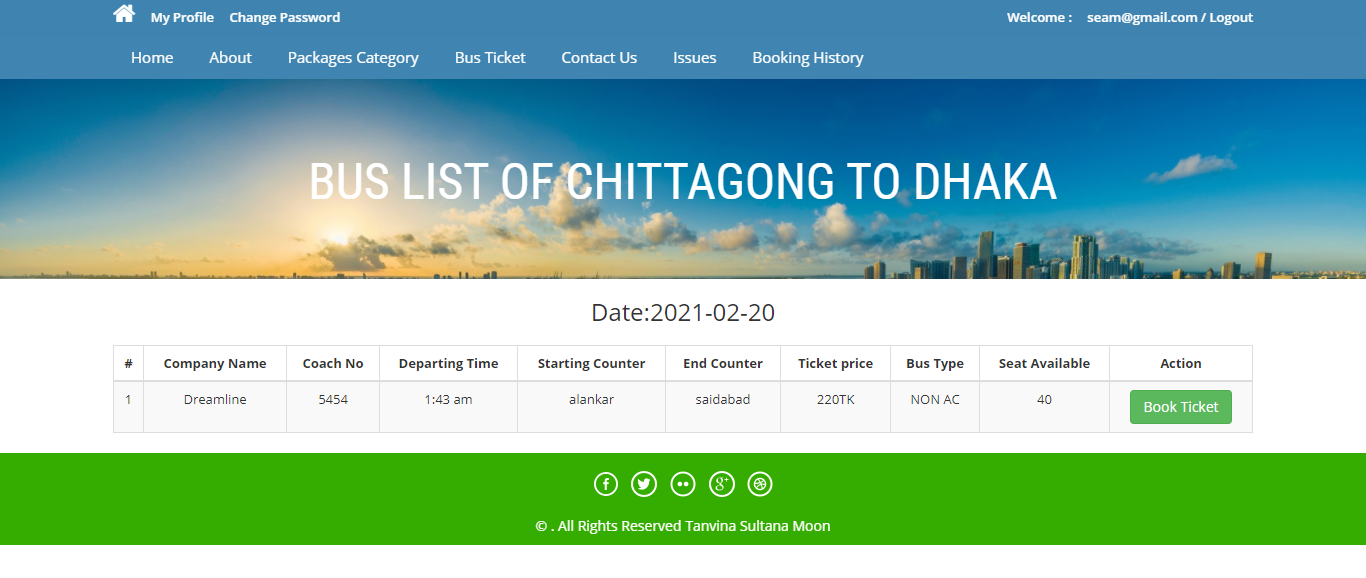 My Profile Change Password Welcome : seam@gmail.com / Logout
Home About Packages Category Bus Ticket Contact Us Issues Booking History
BUS LIST OF CHITTAGONG TO DHAKA
Date:2021-02-20
# Company Name Coach No Departing Time Starting Counter End Counter Ticket price Bus Type Seat Available Action
1 Dreamline 5454 1:43 am alankar saidabad 220TK NON AC 40 Book Ticket
© . All Rights Reserved Tanvina Sultana Moon